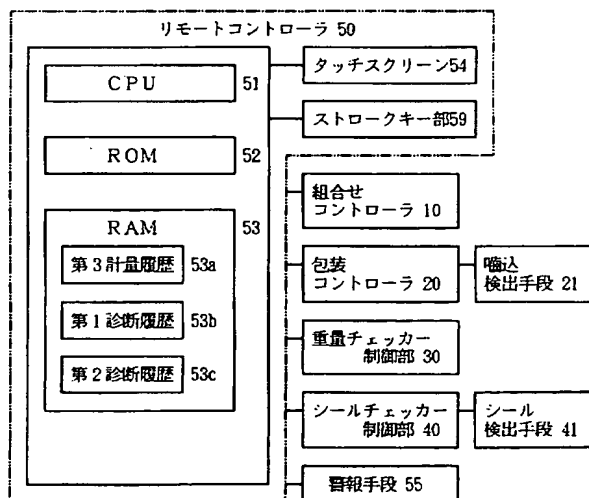 リモートコントローラ 50
CPU 51
タッチスクリーン54
ストロークキー部59
ROM 52
組合せ
コントローラ 10
RAM 53
第3計量履歴 53a
包装
コントローラ 20
噛込
検出手段 21
第1診断履歴 53b
重量チェッカー
制御部 30
第2診断履歴 53c
シールチェッカー
制御部 40
シール
検出手段 41
警報手段 55